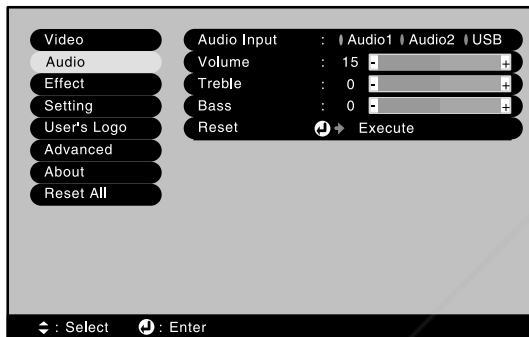 Video
Audio
Effect
Setting
User's Logo
Advanced
About
Reset All
Audio Input : Audio1 Audio2 USB
Volume : 15 - +
Treble : 0 - +
Bass : 0 - +
Reset Execute
: Select : Enter